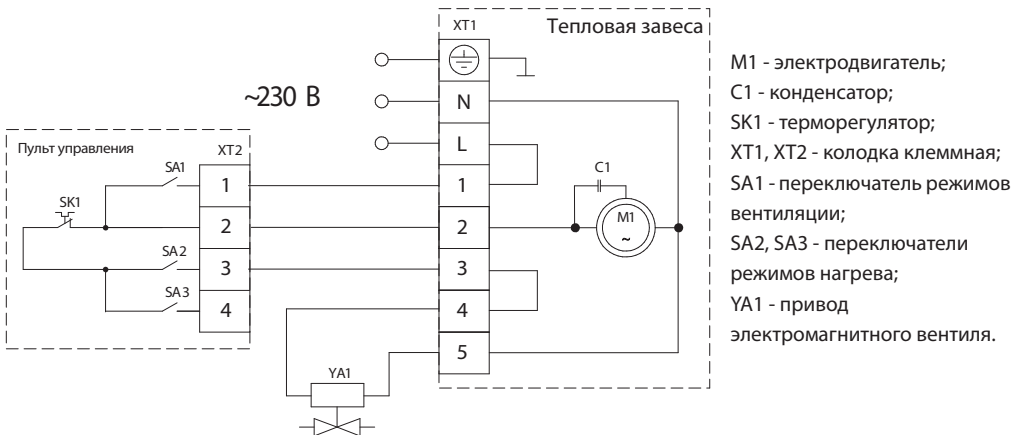 XT1
Тепловая завеса
~230 В
N
L
1
2
3
4
5
C1
M1
~
Пульт управления
XT2
SA1
1
SK1
2
SA2
3
SA3
4
YA1
M1 - электродвигатель;
C1 - конденсатор;
SK1 - терморегулятор;
XT1, XT2 - колодка клеммная;
SA1 - переключатель режимов
вентиляции;
SA2, SA3 - переключатели
режимов нагрева;
YA1 - привод
электромагнитного вентиля.